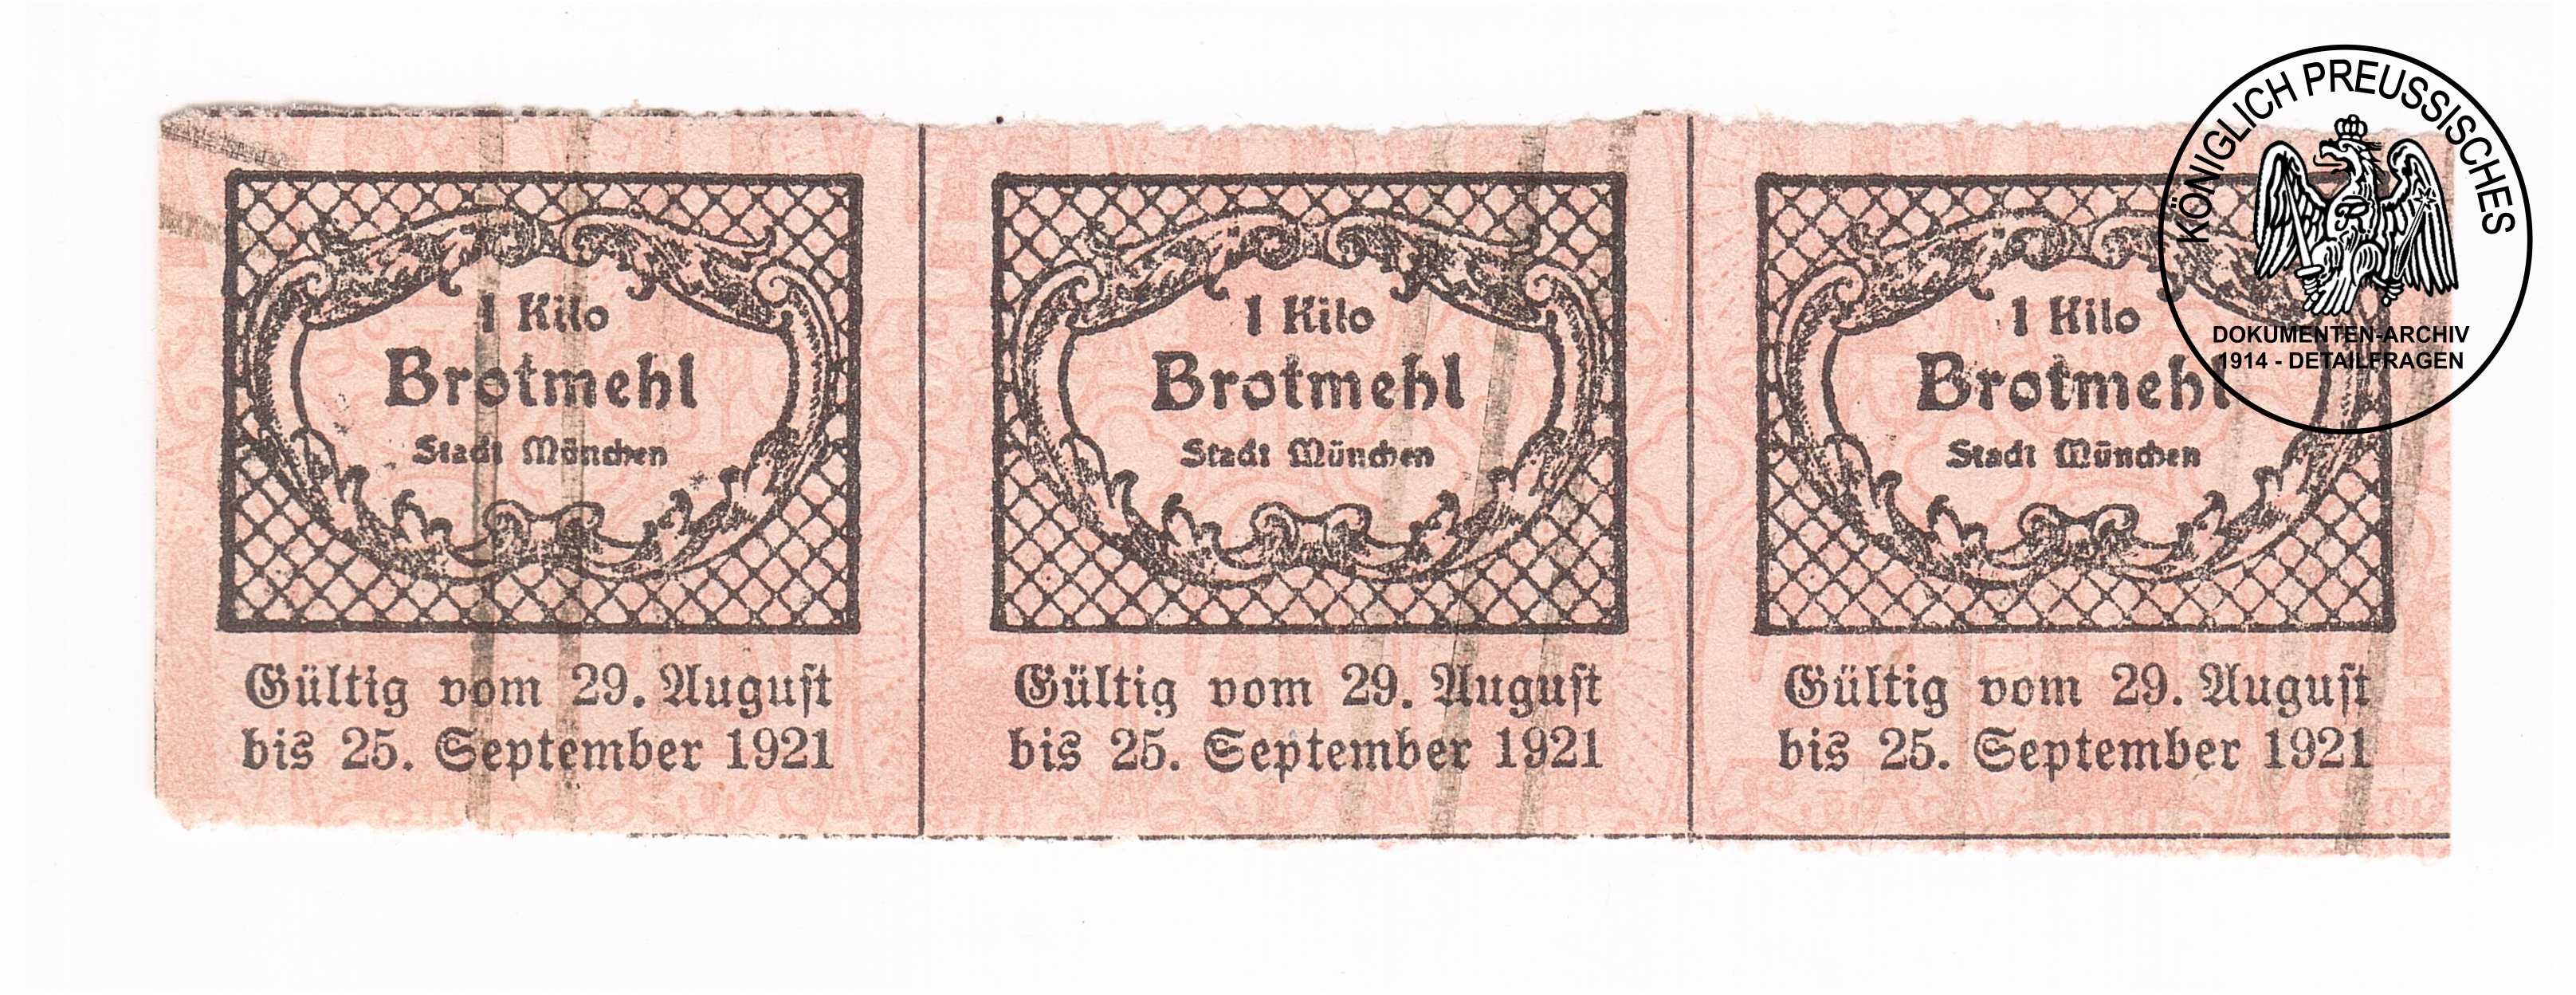 1 Kilo
Brotmehl
Stadt München
Gültig vom 29. August
bis 25. September 1921
1 Kilo
Brotmehl
Stadt München
Gültig vom 29. August
bis 25. September 1921
1 Kilo
Brotmehl
Stadt München
Gültig vom 29. August
bis 25. September 1921
KÖNIGLICH PREUSSISCHES
DOKUMENTEN-ARCHIV
1914 - DETAILFRAGEN